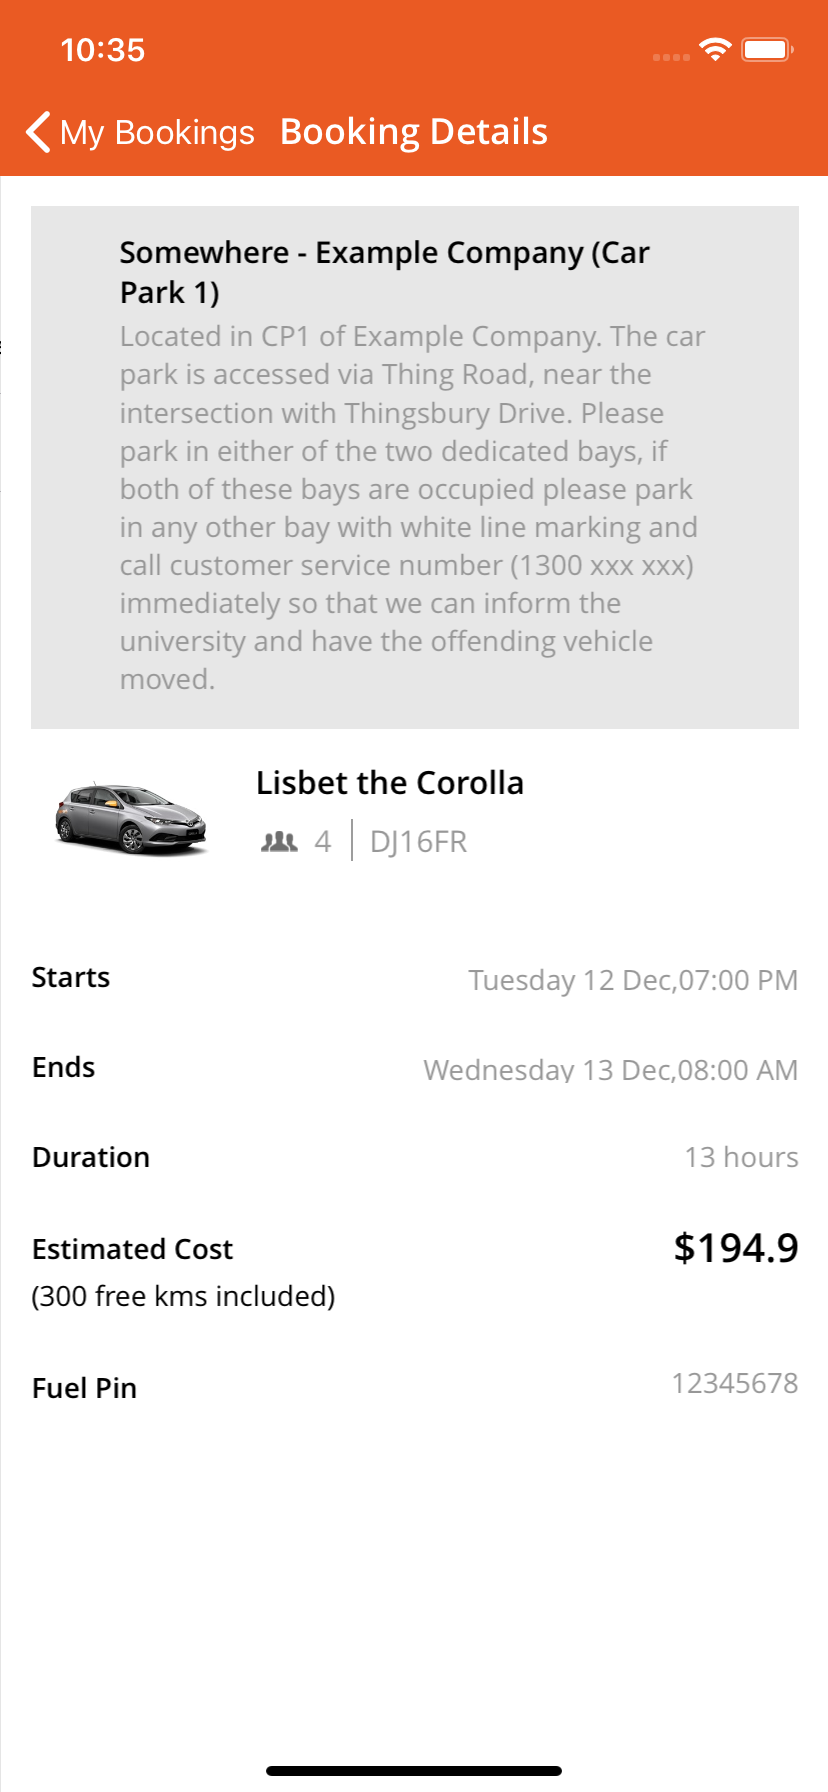 10:35
My Bookings Booking Details
Somewhere - Example Company (Car
Park 1)
Located in CP1 of Example Company. The car
park is accessed via Thing Road, near the
intersection with Thingsbury Drive. Please
park in either of the two dedicated bays, if
both of these bays are occupied please park
in any other bay with white line marking and
call customer service number (1300 xxx xxx)
immediately so that we can inform the
university and have the offending vehicle
moved.
Lisbet the Corolla
4 DJ16FR
Starts Tuesday 12 Dec,07:00 PM
Ends Wednesday 13 Dec,08:00 AM
Duration 13 hours
Estimated Cost $194.9
(300 free kms included)
Fuel Pin 12345678